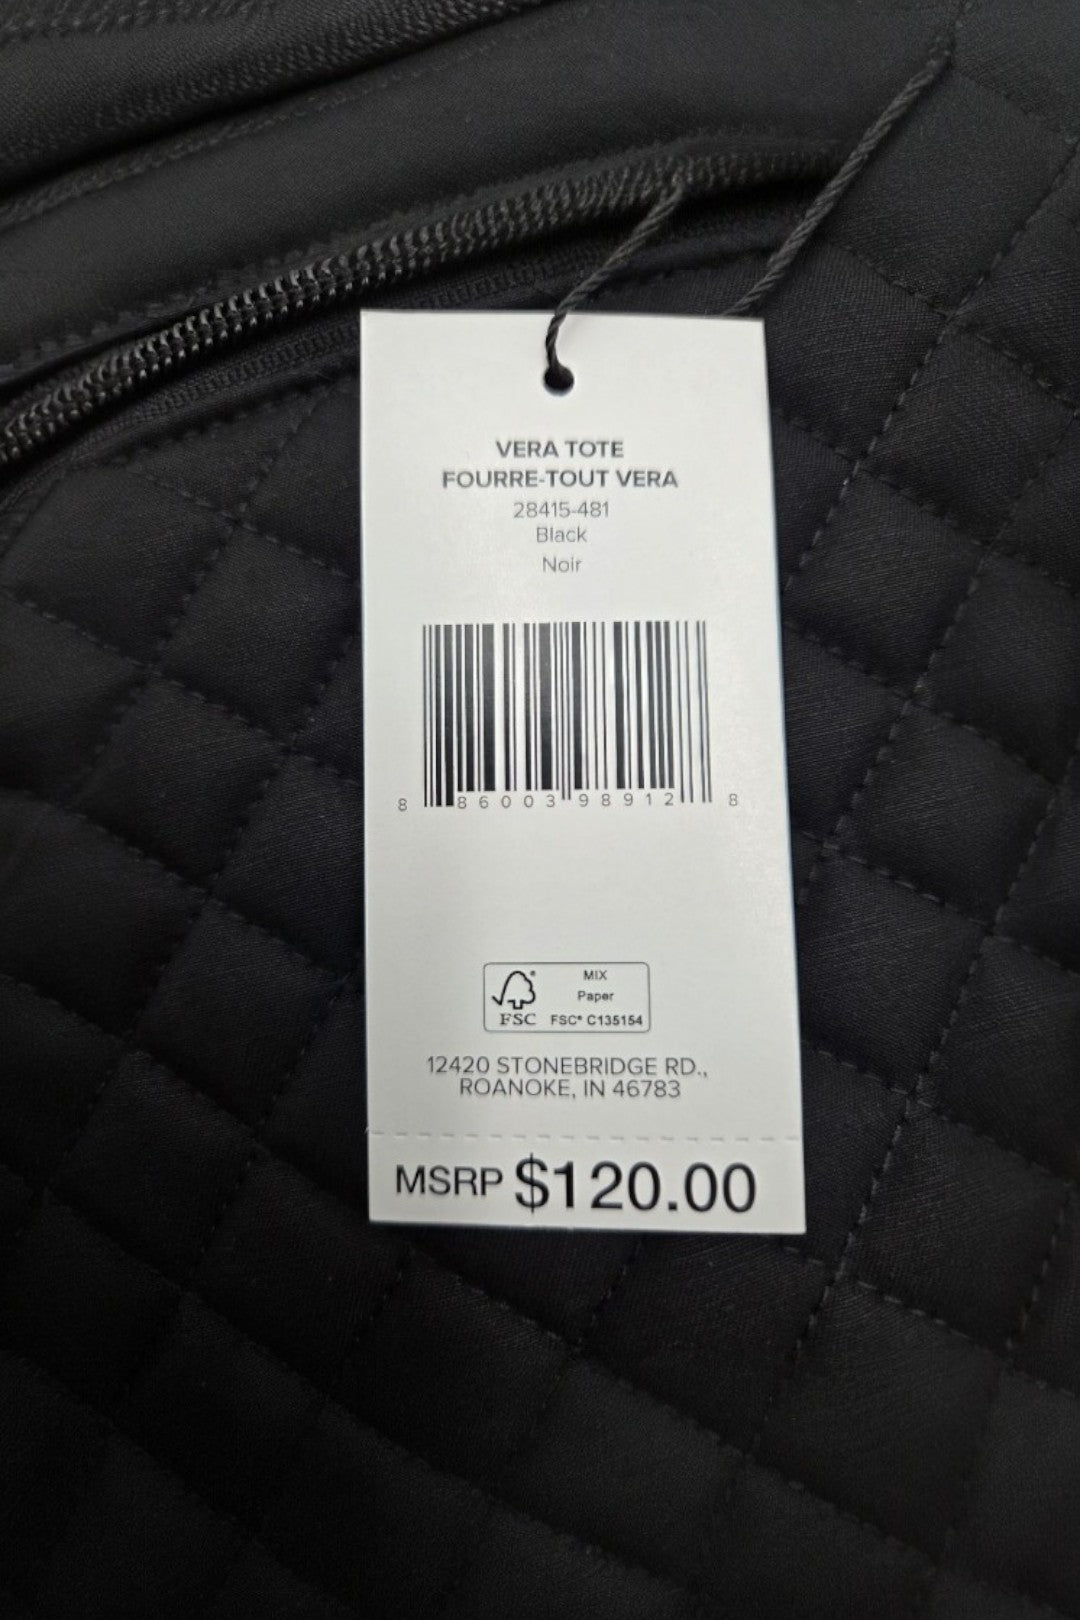 VERA TOTE
FOURRE-TOUT VERA
28415-481
Black
Noir
8 86003 98912 8
MIX
Paper
FSC FSC® C135154
12420 STONEBRIDGE RD.,
ROANOKE, IN 46783
MSRP $120.00